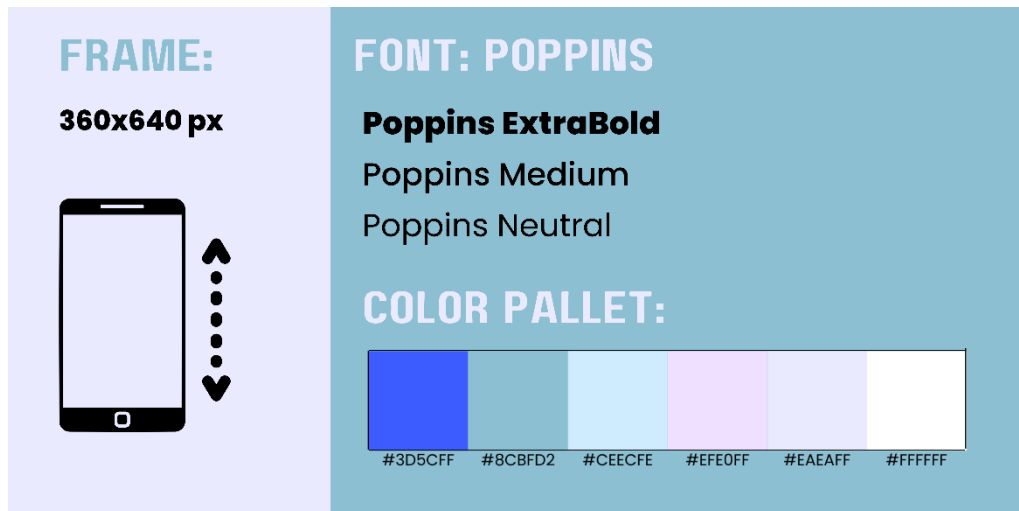 FRAME:
360x640 px
FONT: POPPINS
Poppins ExtraBold
Poppins Medium
Poppins Neutral
COLOR PALLET:
#3D5CFF #8CBFD2 #CEECFE #EFE0FF #EAEAFF #FFFFFF